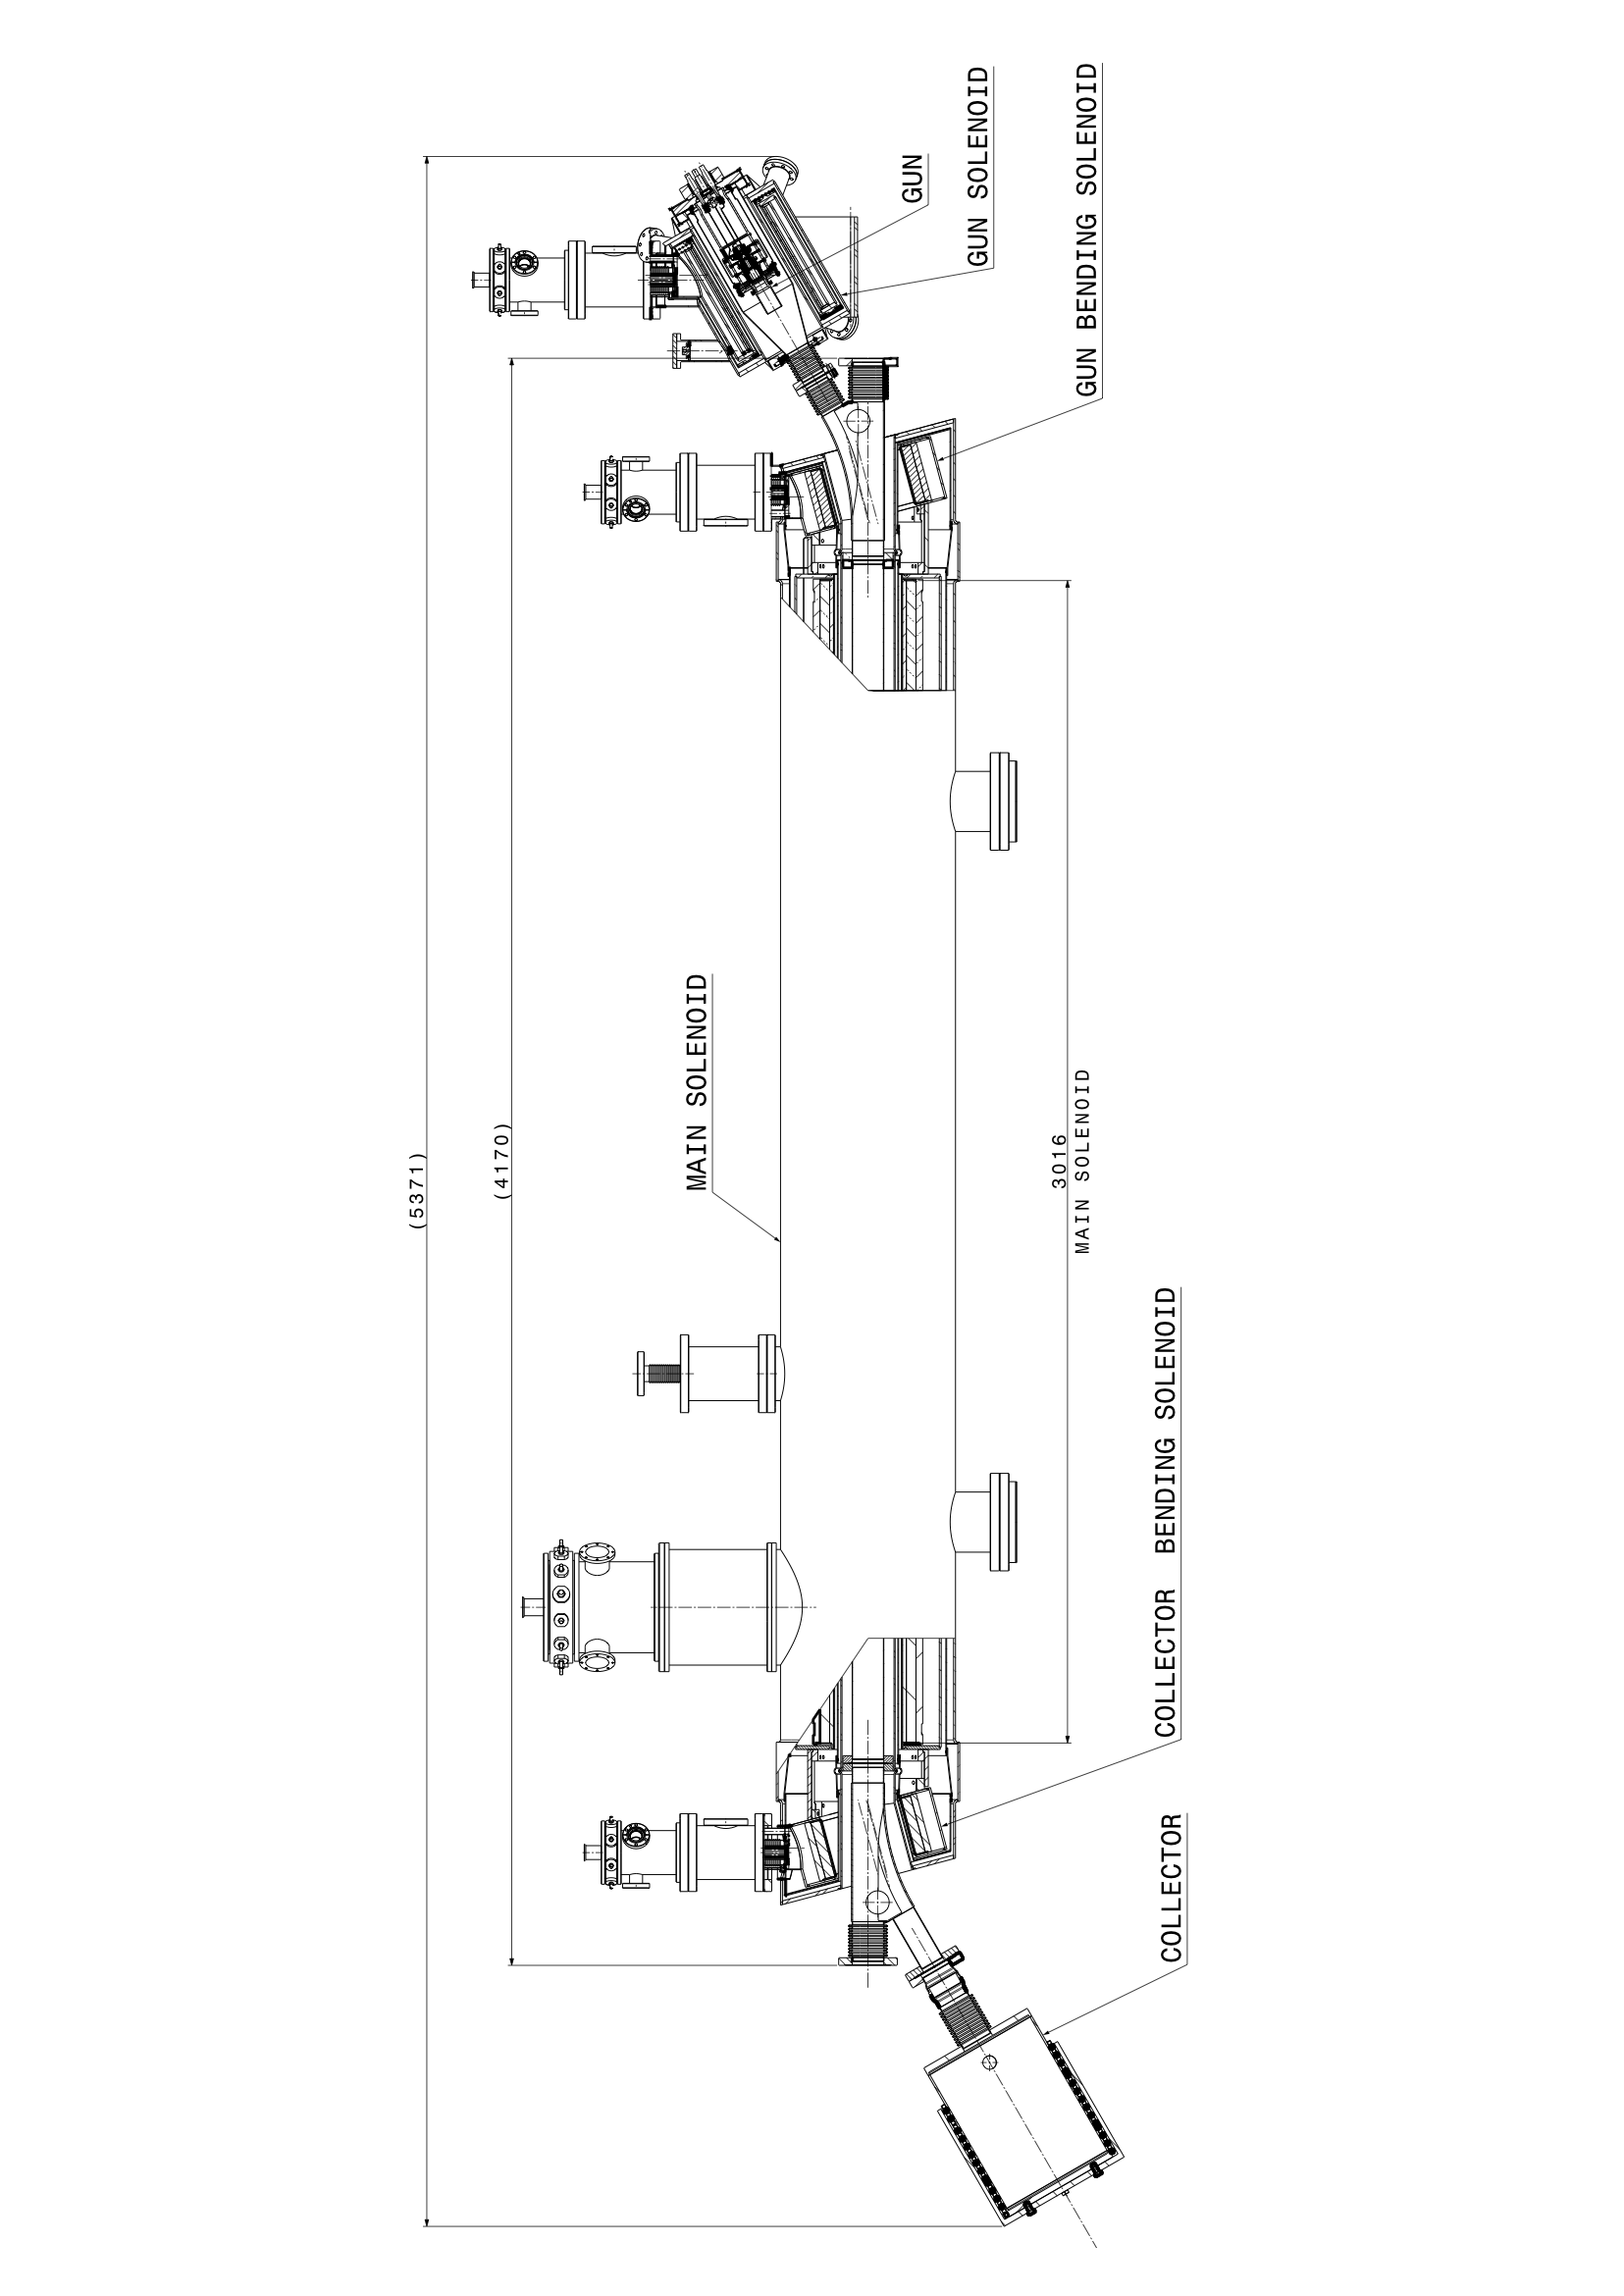 (5371)
(4170)
MAIN SOLENOID
GUN
GUN SOLENOID
GUN BENDING SOLENOID
3016
MAIN SOLENOID
COLLECTOR BENDING SOLENOID
COLLECTOR